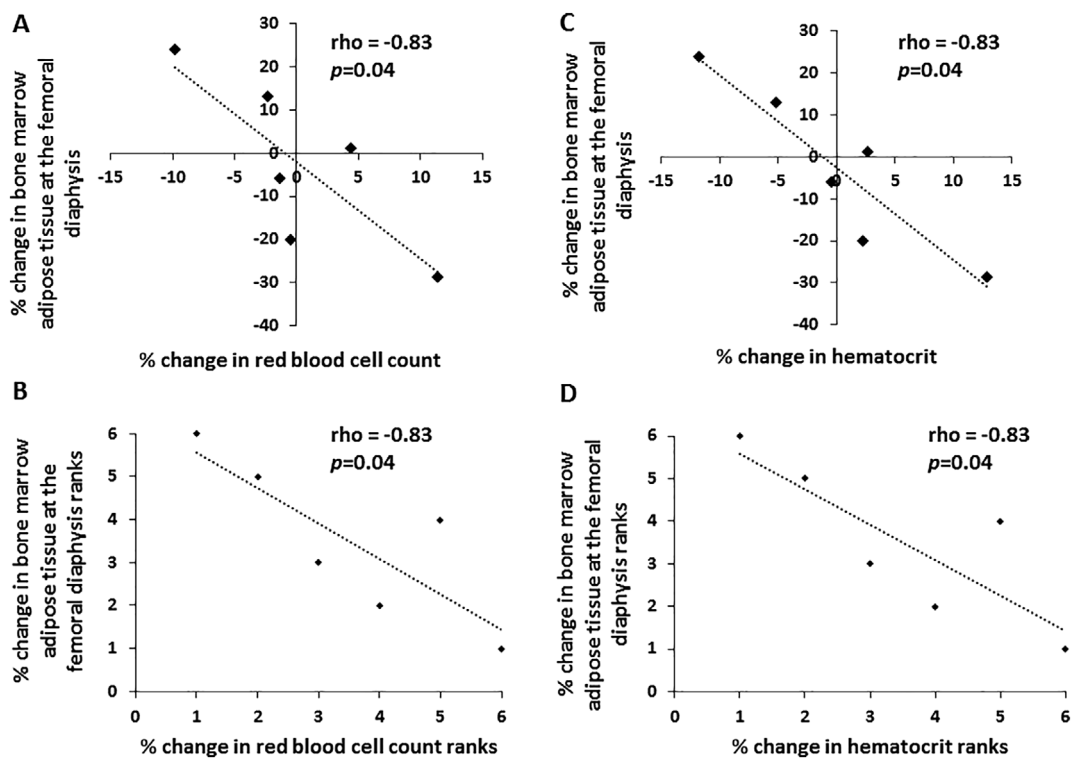 A
% change in bone marrow
adipose tissue at the femoral
diaphysis
30
20
10
0
-10
-20
-30
-40
-15
-10
-5
0
5
10
15
rho = -0.83
p=0.04
% change in red blood cell count
C
% change in bone marrow
adipose tissue at the femoral
diaphysis
30
20
10
0
-10
-20
-30
-40
-15
-10
-5
0
5
10
15
rho = -0.83
p=0.04
% change in hematocrit
B
% change in bone marrow
adipose tissue at the
femoral diaphysis ranks
6
5
4
3
2
1
0
0
1
2
3
4
5
6
rho = -0.83
p=0.04
% change in red blood cell count ranks
D
% change in bone marrow
adipose tissue at the femoral
diaphysis ranks
6
5
4
3
2
1
0
0
1
2
3
4
5
6
rho = -0.83
p=0.04
% change in hematocrit ranks